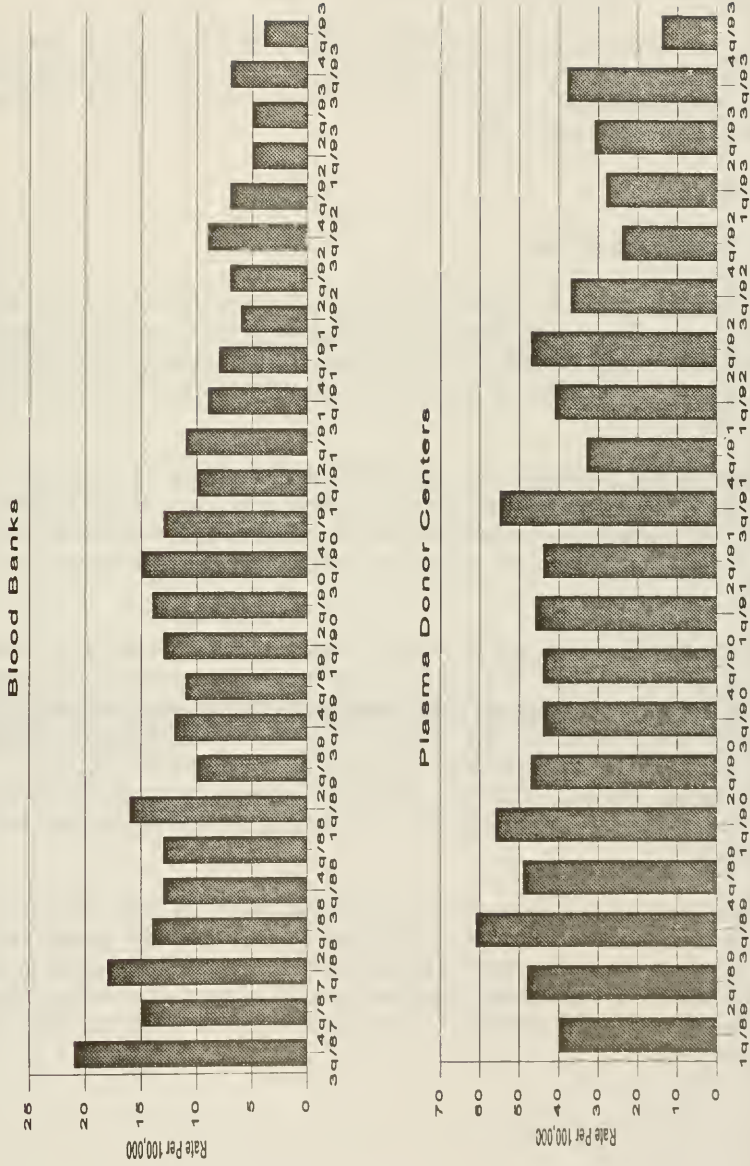 Blood Banks
Rate Per 100,000
25
20
15
10
5
0
3q/87 4q/87 1q/88 2q/88 3q/88 4q/88 1q/89 2q/89 3q/89 4q/89 1q/90 2q/90 3q/90 4q/90 1q/91 2q/91 3q/91 4q/91 1q/92 2q/92 3q/92 4q/92 1q/93 2q/93 3q/93 4q/93
Plasma Donor Centers
Rate Per 100,000
70
60
50
40
30
20
10
0
1q/89 2q/89 3q/89 4q/89 1q/90 2q/90 3q/90 4q/90 1q/91 2q/91 3q/91 4q/91 1q/92 2q/92 3q/92 4q/92 1q/93 2q/93 3q/93 4q/93